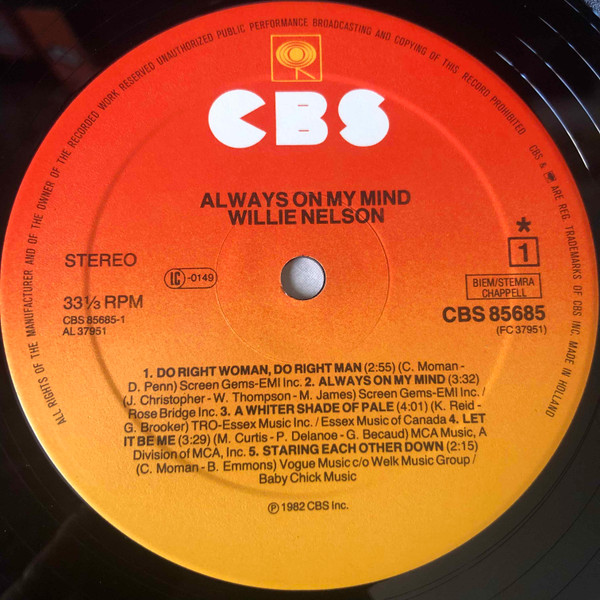 ALL RIGHTS OF THE MANUFACTURER AND OF THE OWNER OF THE RECORDED WORK RESERVED UNAUTHORIZED PUBLIC PERFORMANCE BROADCASTING AND COPYING OF THIS RECORD PROHIBITED
CBS & ARE REG. TRADEMARKS OF CBS INC. MADE IN HOLLAND
CBS
ALWAYS ON MY MIND
WILLIE NELSON
STEREO
LC-0149
*
1
33⅓ RPM
BIEM/STEMRA
CHAPPELL
CBS 85685-1
CBS 85685
AL 37951
(FC 37951)
1. DO RIGHT WOMAN, DO RIGHT MAN (2:55) (C. Moman -
D. Penn) Screen Gems-EMI Inc. 2. ALWAYS ON MY MIND (3:32)
(J. Christopher - W. Thompson - M. James) Screen Gems-EMI Inc. /
Rose Bridge Inc. 3. A WHITER SHADE OF PALE (4:01) (K. Reid -
G. Brooker) TRO-Essex Music Inc. / Essex Music of Canada 4. LET
IT BE ME (3:29) (M. Curtis - P. Delanoe - G. Becaud) MCA Music, A
Division of MCA, Inc. 5. STARING EACH OTHER DOWN (2:15)
(C. Moman - B. Emmons) Vogue Music c/o Welk Music Group /
Baby Chick Music
℗ 1982 CBS Inc.